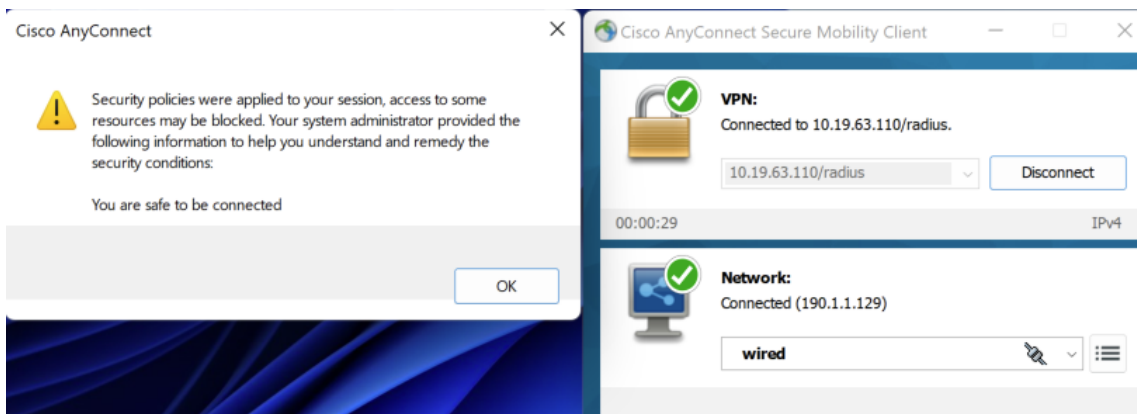 Cisco AnyConnect
Security policies were applied to your session, access to some
resources may be blocked. Your system administrator provided the
following information to help you understand and remedy the
security conditions:
You are safe to be connected
OK
Cisco AnyConnect Secure Mobility Client
VPN:
Connected to 10.19.63.110/radius.
10.19.63.110/radius
Disconnect
00:00:29
IPv4
Network:
Connected (190.1.1.129)
wired